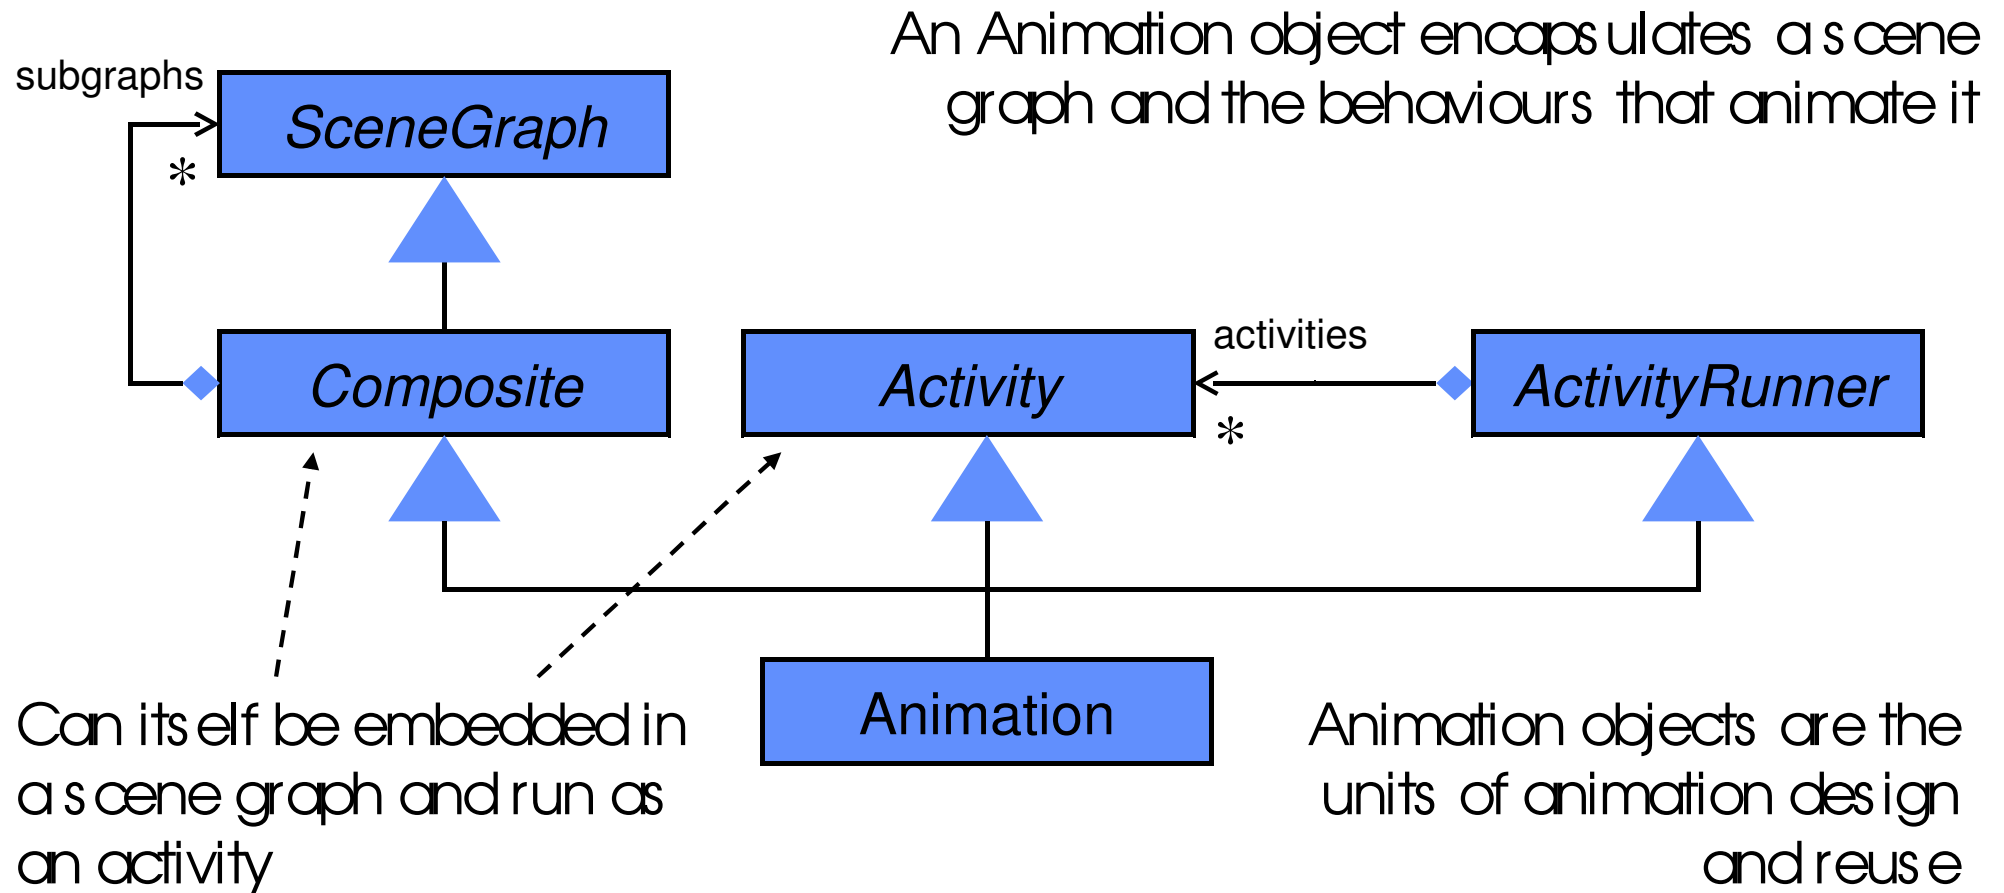 An Animation object encapsulates a scene
graph and the behaviours that animate it
subgraphs
SceneGraph
*
Composite
Activity
activities
*
ActivityRunner
Animation
Can itself be embedded in
a scene graph and run as
an activity
Animation objects are the
units of animation design
and reuse